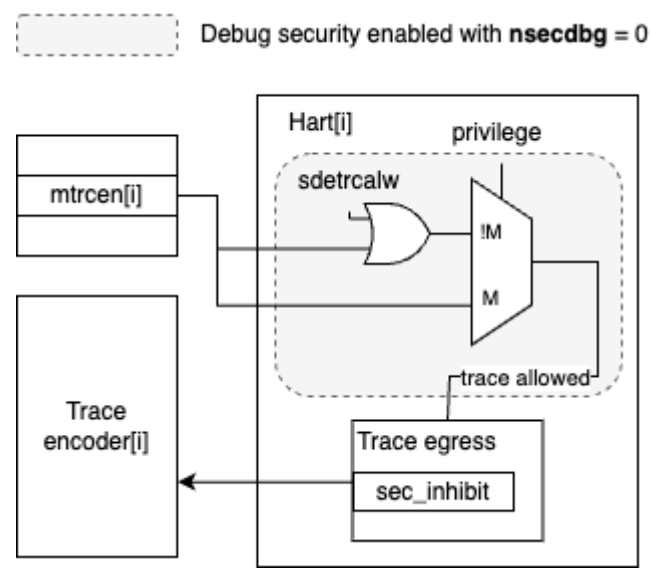 Debug security enabled with nsecdbg = 0
Hart[i]
privilege
mtrcen[i]
sdetrcalw
!M
M
trace allowed
Trace
encoder[i]
Trace egress
sec_inhibit